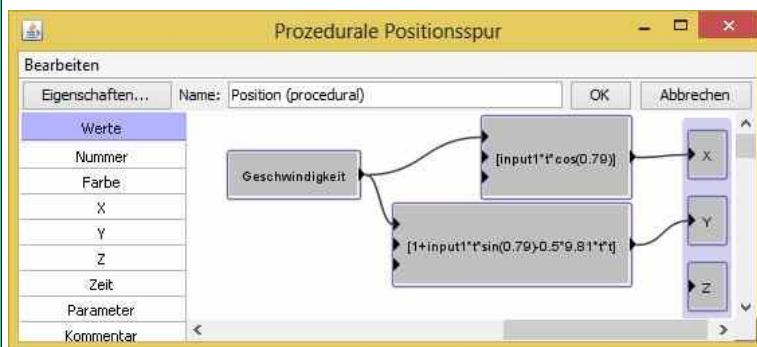 Prozedurale Positionsspur
Bearbeiten
Eigenschaften... Name: Position (procedural) OK Abbrechen
Werte
Nummer
Farbe
X
Y
Z
Zeit
Parameter
Kommentar
Geschwindigkeit
[input1*t*cos(0.79)]
[1+input1*t*sin(0.79)-0.5*9.81*t*t]
X
Y
Z